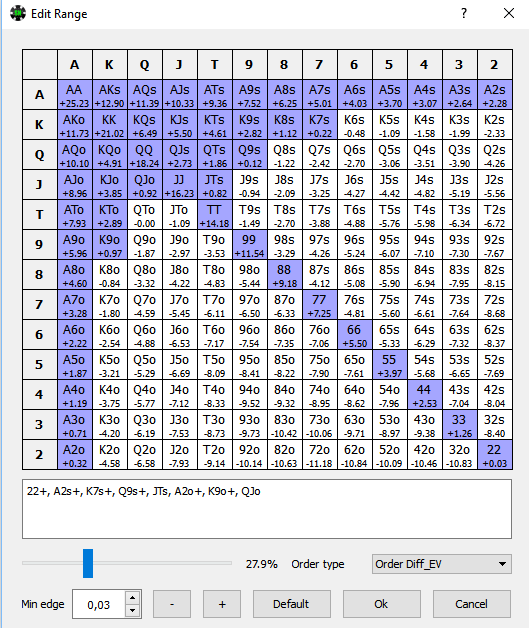 Edit Range ? X
A K Q J T 9 8 7 6 5 4 3 2
A AA AKs AQs AJs ATs A9s A8s A7s A6s A5s A4s A3s A2s
+25.23 +12.90 +11.39 +10.33 +9.36 +7.52 +6.25 +5.01 +4.03 +3.70 +3.07 +2.64 +2.28
K AKo KK KQs KJs KTs K9s K8s K7s K6s K5s K4s K3s K2s
+11.73 +21.02 +6.49 +5.50 +4.61 +2.82 +1.12 +0.22 -0.48 -1.09 -1.58 -1.99 -2.33
Q AQo KQo QQ QJs QTs Q9s Q8s Q7s Q6s Q5s Q4s Q3s Q2s
+10.10 +4.91 +18.24 +2.73 +1.86 +0.12 -1.22 -2.42 -2.70 -3.06 -3.51 -3.90 -4.26
J AJo KJo QJo JJ JTs J9s J8s J7s J6s J5s J4s J3s J2s
+8.96 +3.85 +0.92 +16.23 +0.82 -0.94 -2.09 -3.25 -4.27 -4.42 -4.82 -5.19 -5.56
T ATo KTo QTo JTo TT T9s T8s T7s T6s T5s T4s T3s T2s
+7.93 +2.89 -0.00 -1.09 +14.18 -1.49 -2.70 -3.88 -4.88 -5.76 -5.98 -6.34 -6.72
9 A9o K9o Q9o J9o T9o 99 98s 97s 96s 95s 94s 93s 92s
+5.96 +0.97 -1.87 -2.97 -3.53 +11.54 -3.29 -4.26 -5.24 -6.07 -7.10 -7.30 -7.67
8 A8o K8o Q8o J8o T8o 98o 88 87s 86s 85s 84s 83s 82s
+4.60 -0.84 -3.32 -4.22 -4.83 -5.44 +9.18 -4.12 -5.08 -5.90 -6.94 -7.95 -8.15
7 A7o K7o Q7o J7o T7o 97o 87o 77 76s 75s 74s 73s 72s
+3.28 -1.80 -4.59 -5.45 -6.11 -6.50 -6.33 +7.25 -4.81 -5.60 -6.61 -7.64 -8.68
6 A6o K6o Q6o J6o T6o 96o 86o 76o 66 65s 64s 63s 62s
+2.22 -2.54 -4.88 -6.53 -7.17 -7.54 -7.35 -7.06 +5.50 -5.33 -6.29 -7.32 -8.37
5 A5o K5o Q5o J5o T5o 95o 85o 75o 65o 55 54s 53s 52s
+1.87 -3.21 -5.29 -6.69 -8.09 -8.41 -8.22 -7.90 -7.61 +3.97 -5.68 -6.65 -7.69
4 A4o K4o Q4o J4o T4o 94o 84o 74o 64o 54o 44 43s 42s
+1.19 -3.75 -5.77 -7.12 -8.33 -9.52 -9.32 -8.95 -8.62 -7.96 +2.53 -7.04 -8.04
3 A3o K3o Q3o J3o T3o 93o 83o 73o 63o 53o 43o 33 32s
+0.71 -4.20 -6.19 -7.53 -8.73 -9.73 -10.42 -10.06 -9.71 -8.97 -9.38 +1.26 -8.40
2 A2o K2o Q2o J2o T2o 92o 82o 72o 62o 52o 42o 32o 22
+0.32 -4.58 -6.58 -7.93 -9.14 -10.14 -10.63 -11.18 -10.84 -10.09 -10.46 -10.83 +0.03
22+, A2s+, K7s+, Q9s+, JTs, A2o+, K9o+, QJo
27.9% Order type Order Diff_EV
Min edge 0,03 - + Default Ok Cancel